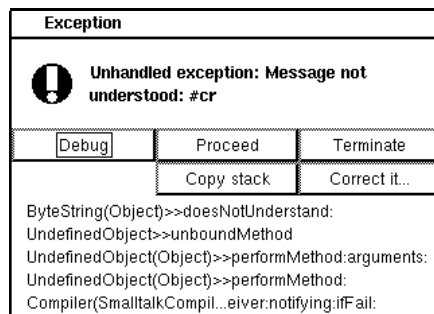 Exception
Unhandled exception: Message not
understood: #cr
Debug Proceed Terminate
Copy stack Correct it...
ByteString(Object)>>doesNotUnderstand:
UndefinedObject>>unboundMethod
UndefinedObject(Object)>>performMethod:arguments:
UndefinedObject(Object)>>performMethod:
Compiler(SmalltalkCompil...eiver:notifying:ifFail: